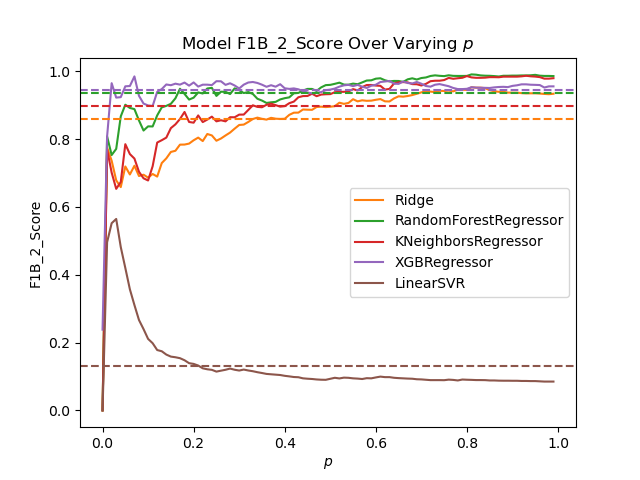 Model F1B_2_Score Over Varying p
F1B_2_Score
1.0
0.8
0.6
0.4
0.2
0.0
Ridge
RandomForestRegressor
KNeighborsRegressor
XGBRegressor
LinearSVR
0.0 0.2 0.4 0.6 0.8 1.0
p